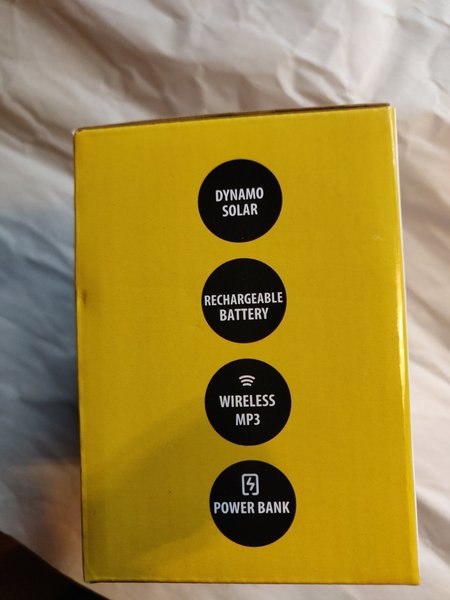 DYNAMO
SOLAR
RECHARGEABLE
BATTERY
WIRELESS
MP3
POWER BANK